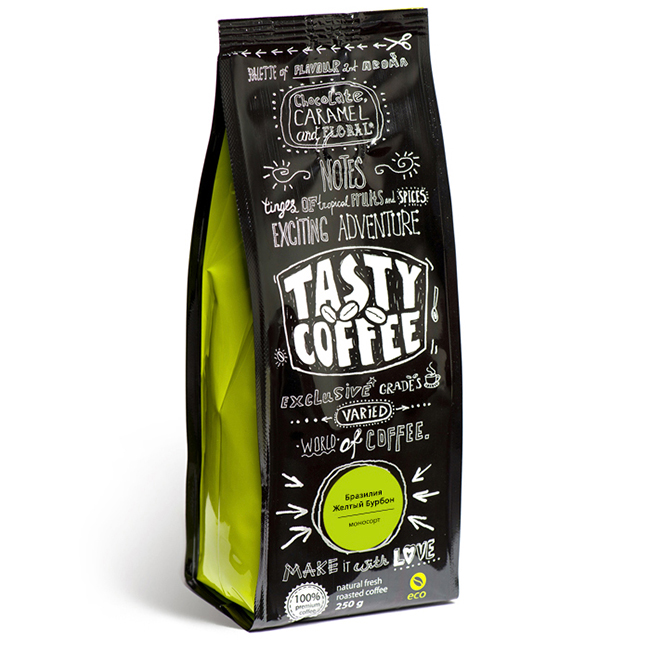 PALETTE of FLAVOUR and AROMA
Chocolate,
CARAMEL
and FLORAL
NOTES
tinges OF tropical FRUITS and SPICES
EXCITING ADVENTURE
TASTY
COFFEE
EXCLUSIVE GRADES
VARIED
WORLD of COFFEE.
Бразилия
Желтый Бурбон
моносорт
MAKE iT with LOVE
100%
premium
coffee
natural fresh
roasted coffee
250 g
eco